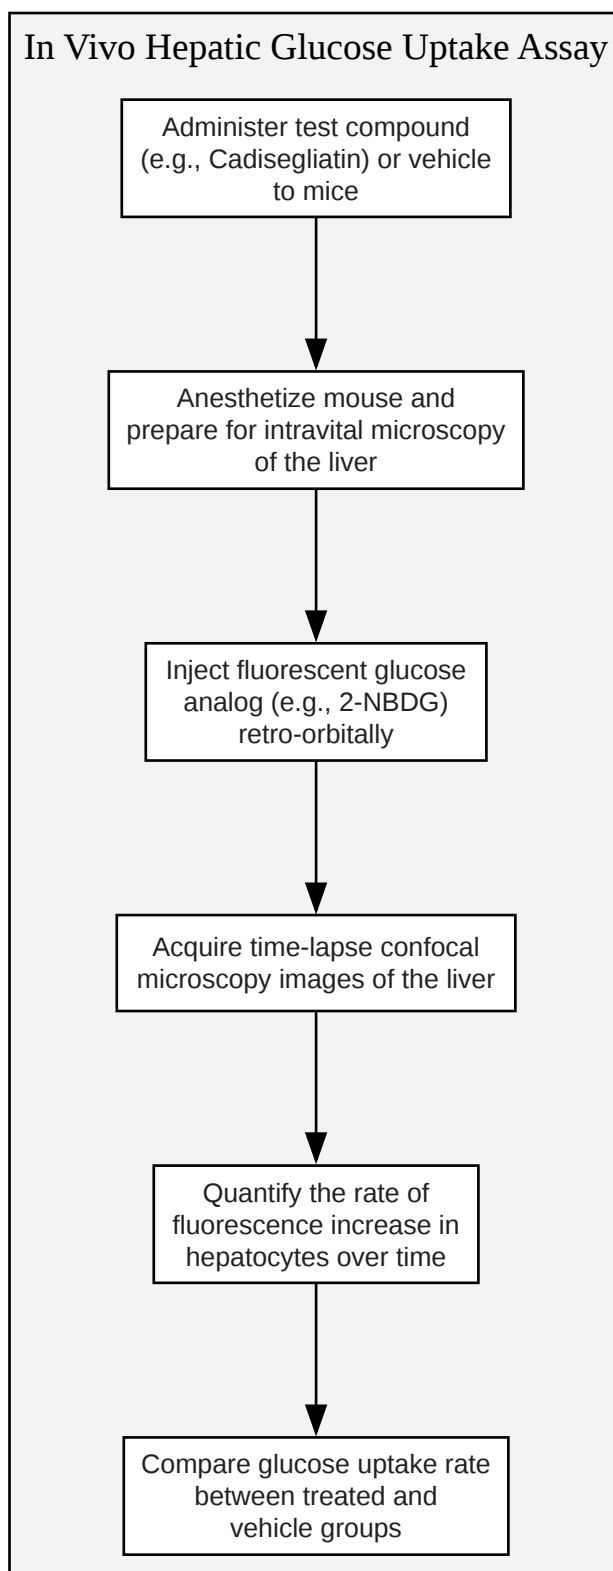 In Vivo Hepatic Glucose Uptake Assay
Administer test compound
(e.g., Cadisegliatin) or vehicle
to mice
Anesthetize mouse and
prepare for intravital microscopy
of the liver
Inject fluorescent glucose
analog (e.g., 2-NBDG)
retro-orbitally
Acquire time-lapse confocal
microscopy images of the liver
Quantify the rate of
fluorescence increase in
hepatocytes over time
Compare glucose uptake rate
between treated and
vehicle groups